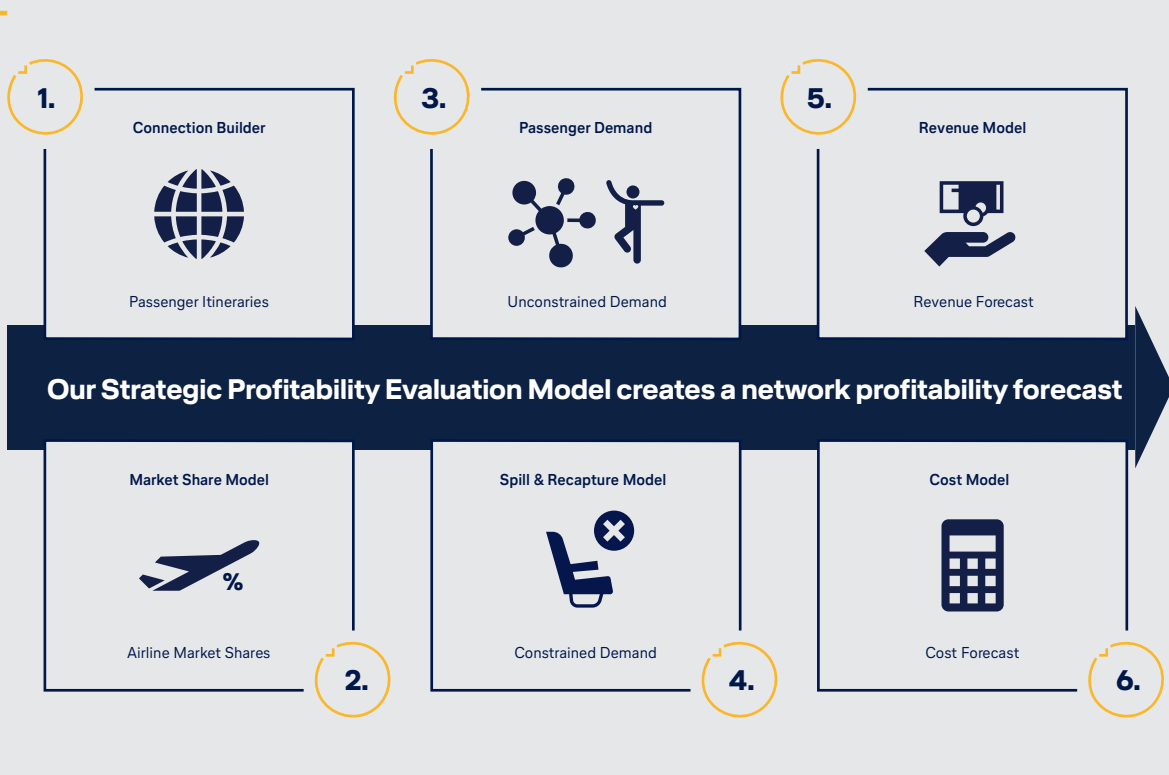 1.
Connection Builder
Passenger Itineraries
3.
Passenger Demand
Unconstrained Demand
5.
Revenue Model
Revenue Forecast
Our Strategic Profitability Evaluation Model creates a network profitability forecast
Market Share Model
%
Airline Market Shares
2.
Spill & Recapture Model
Constrained Demand
4.
Cost Model
Cost Forecast
6.